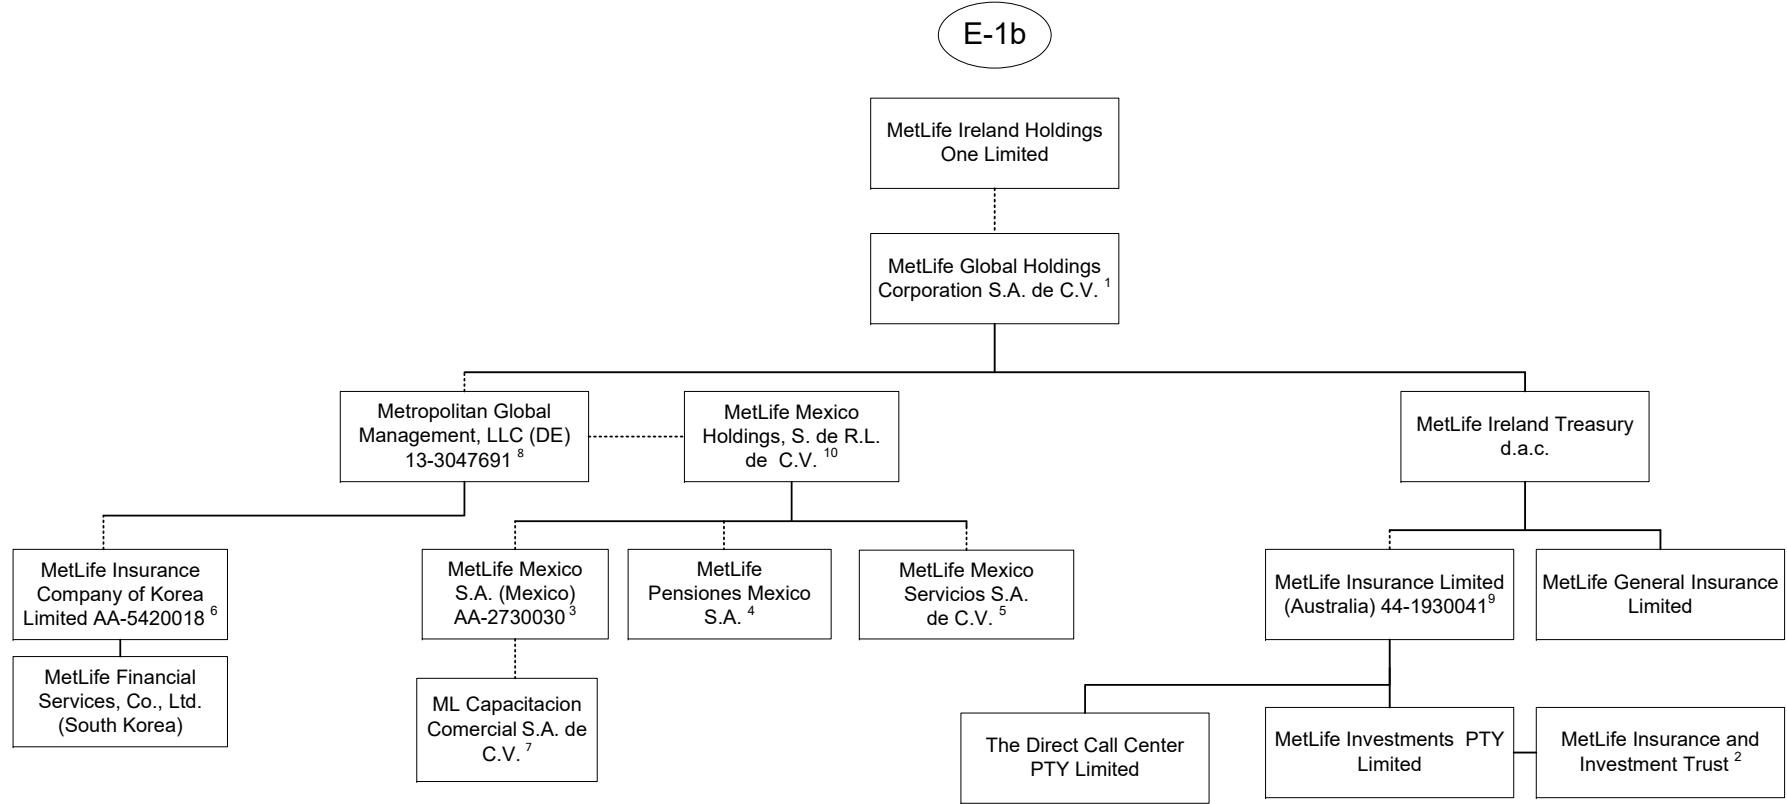 E-1b
MetLife Ireland Holdings
One Limited
MetLife Global Holdings
Corporation S.A. de C.V. 1
Metropolitan Global
Management, LLC (DE)
13-3047691 8
MetLife Mexico
Holdings, S. de R.L.
de C.V. 10
MetLife Ireland Treasury
d.a.c.
MetLife Insurance
Company of Korea
Limited AA-5420018 6
MetLife Mexico
S.A. (Mexico)
AA-2730030 3
MetLife
Pensiones Mexico
S.A. 4
MetLife Mexico
Servicios S.A.
de C.V. 5
MetLife Insurance Limited
(Australia) 44-1930041 9
MetLife General Insurance
Limited
MetLife Financial
Services, Co., Ltd.
(South Korea)
ML Capacitacion
Comercial S.A. de
C.V. 7
The Direct Call Center
PTY Limited
MetLife Investments PTY
Limited
MetLife Insurance and
Investment Trust 2